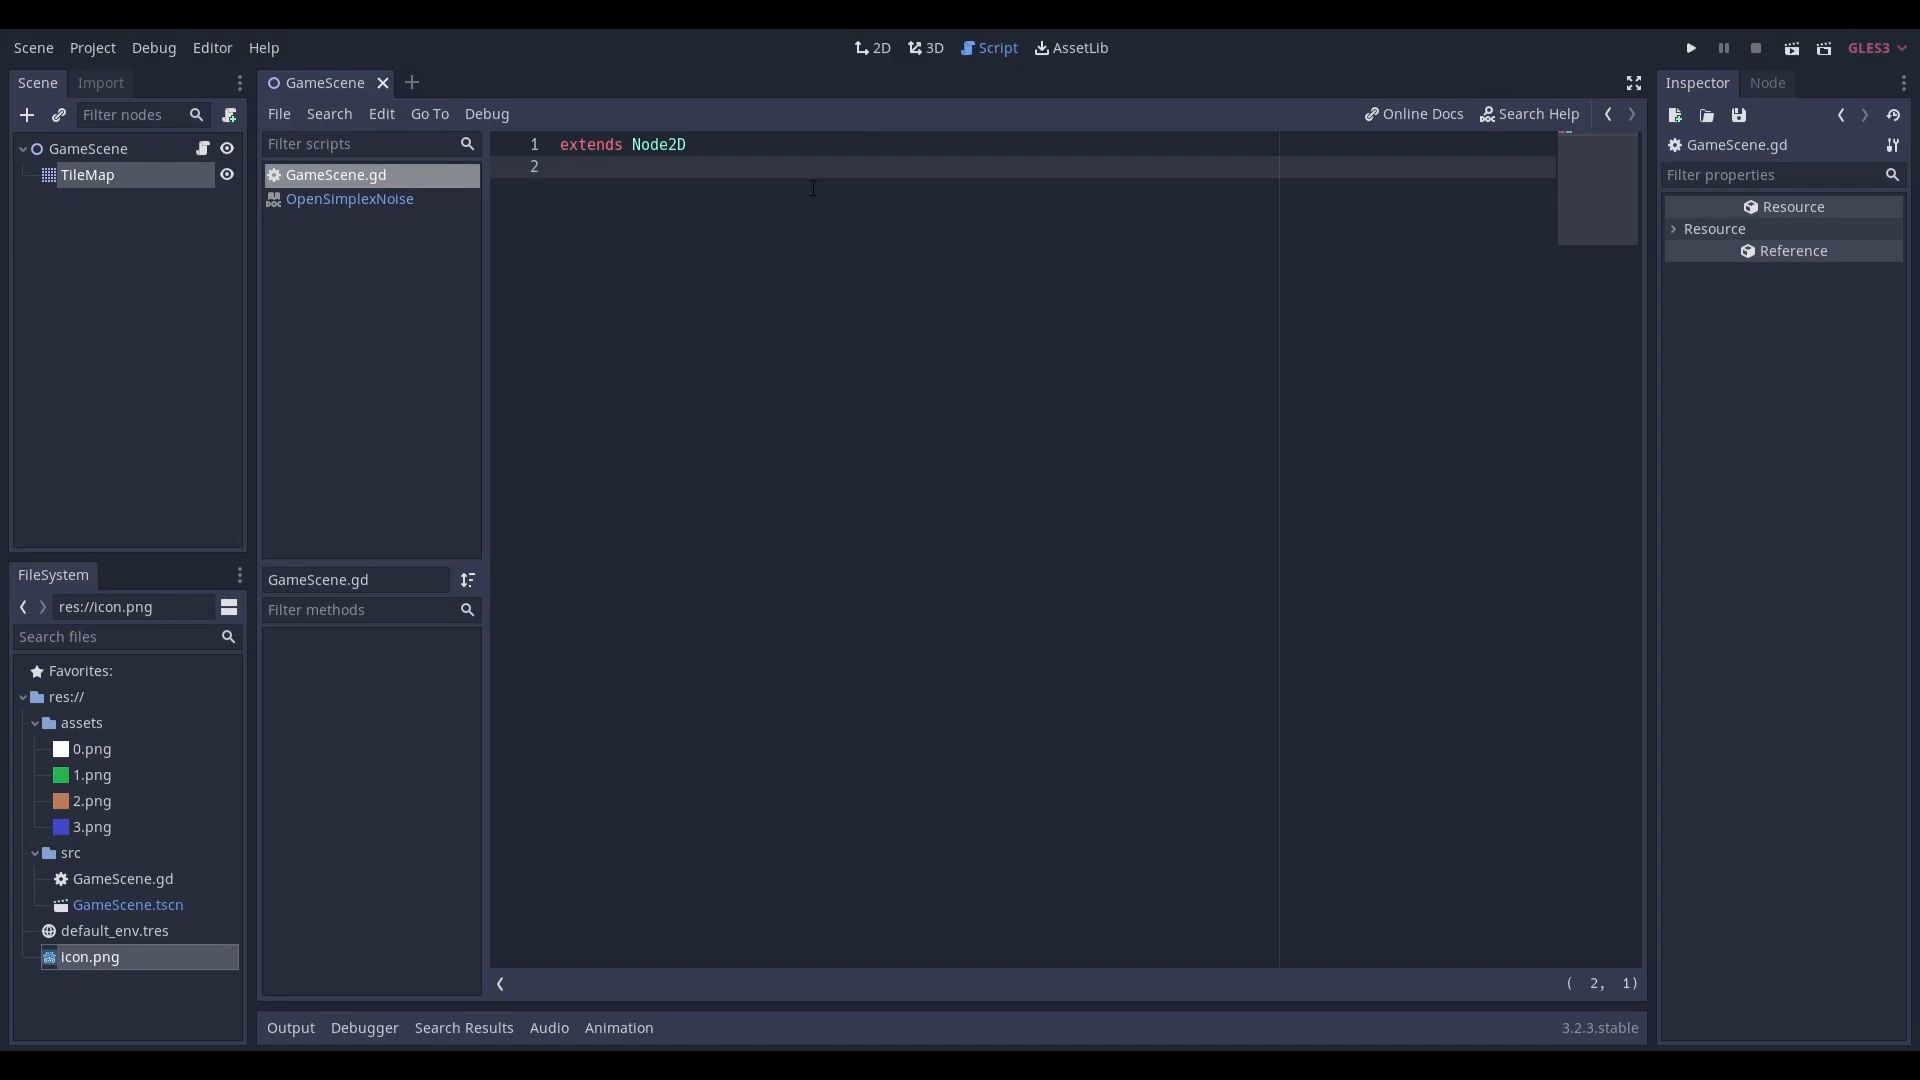 Scene Project Debug Editor Help
2D 3D Script AssetLib
GLES3
Scene Import
Filter nodes
GameScene
TileMap
FileSystem
res://icon.png
Search files
Favorites:
res://
assets
0.png
1.png
2.png
3.png
src
GameScene.gd
GameScene.tscn
default_env.tres
icon.png
GameScene
File Search Edit Go To Debug
Online Docs Search Help
Filter scripts
GameScene.gd
OpenSimplexNoise
GameScene.gd
Filter methods
1 extends Node2D
2
( 2, 1)
Output Debugger Search Results Audio Animation
3.2.3.stable
Inspector Node
GameScene.gd
Filter properties
Resource
Resource
Reference